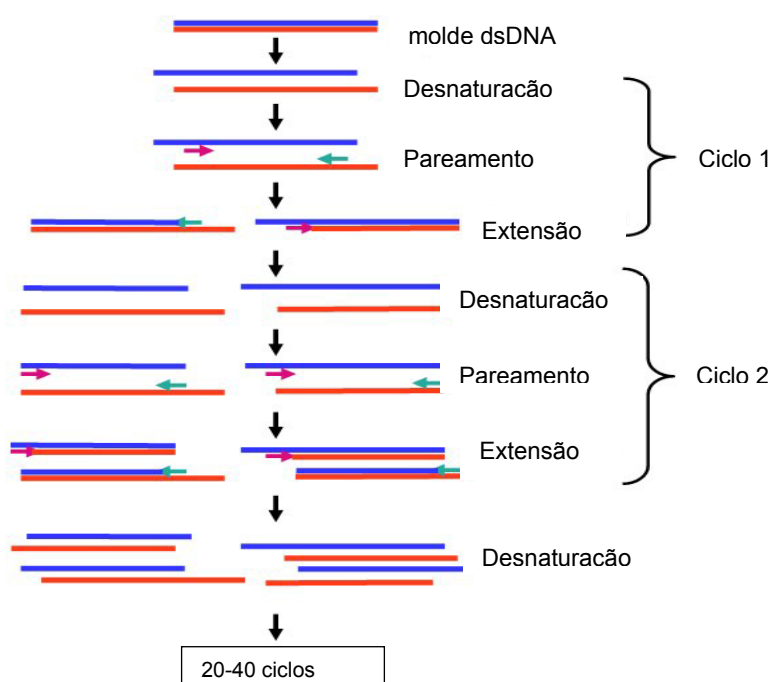 molde dsDNA
Desnaturacão
Pareamento
Ciclo 1
Extensão
Desnaturacão
Pareamento
Ciclo 2
Extensão
Desnaturacão
20-40 ciclos